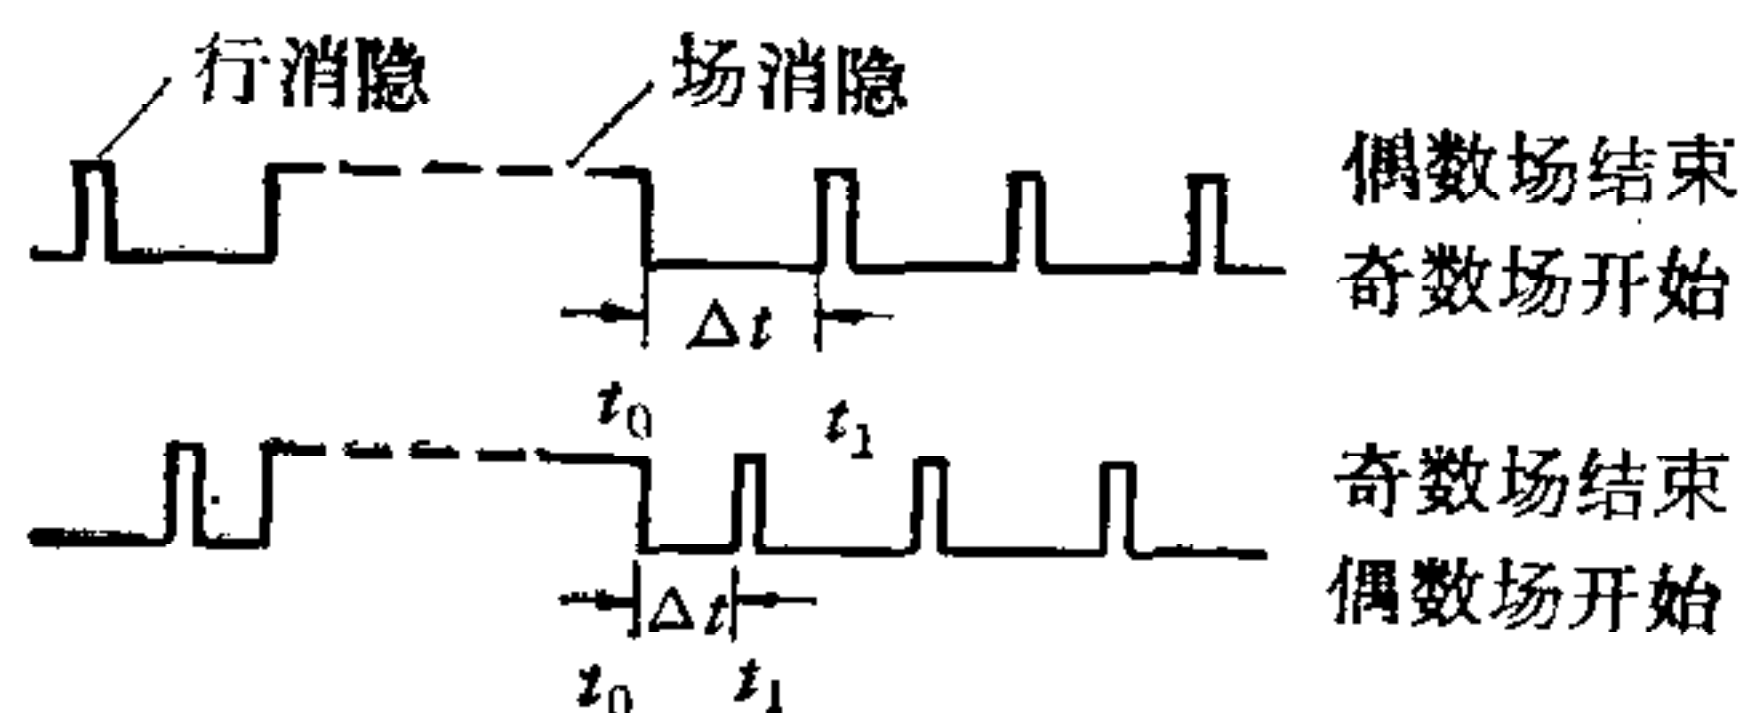 行消隐
场消隐
偶数场结束
奇数场开始
Δt
t₀
t₁
奇数场结束
偶数场开始
Δt
t₀
t₁